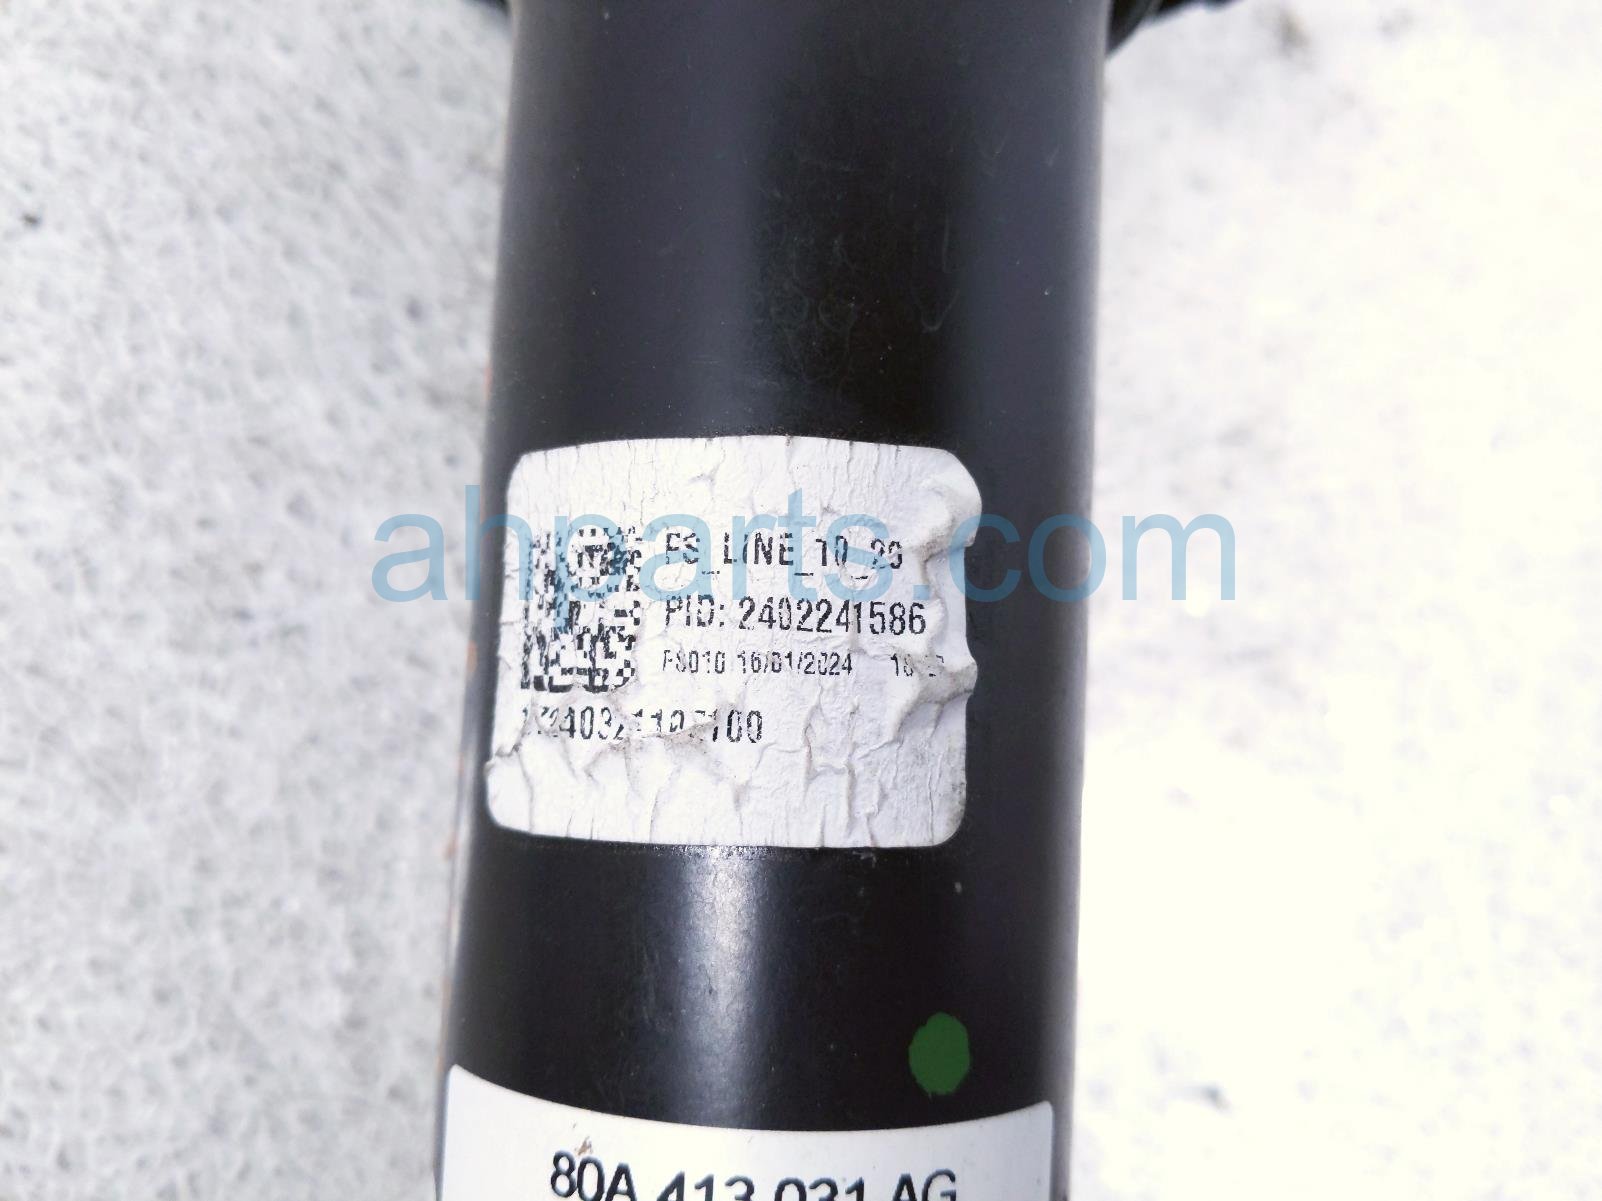 ahparts.com
FS_LINE_10_20
PID: 2402241586
16/01/2024
80A 413 031 AG